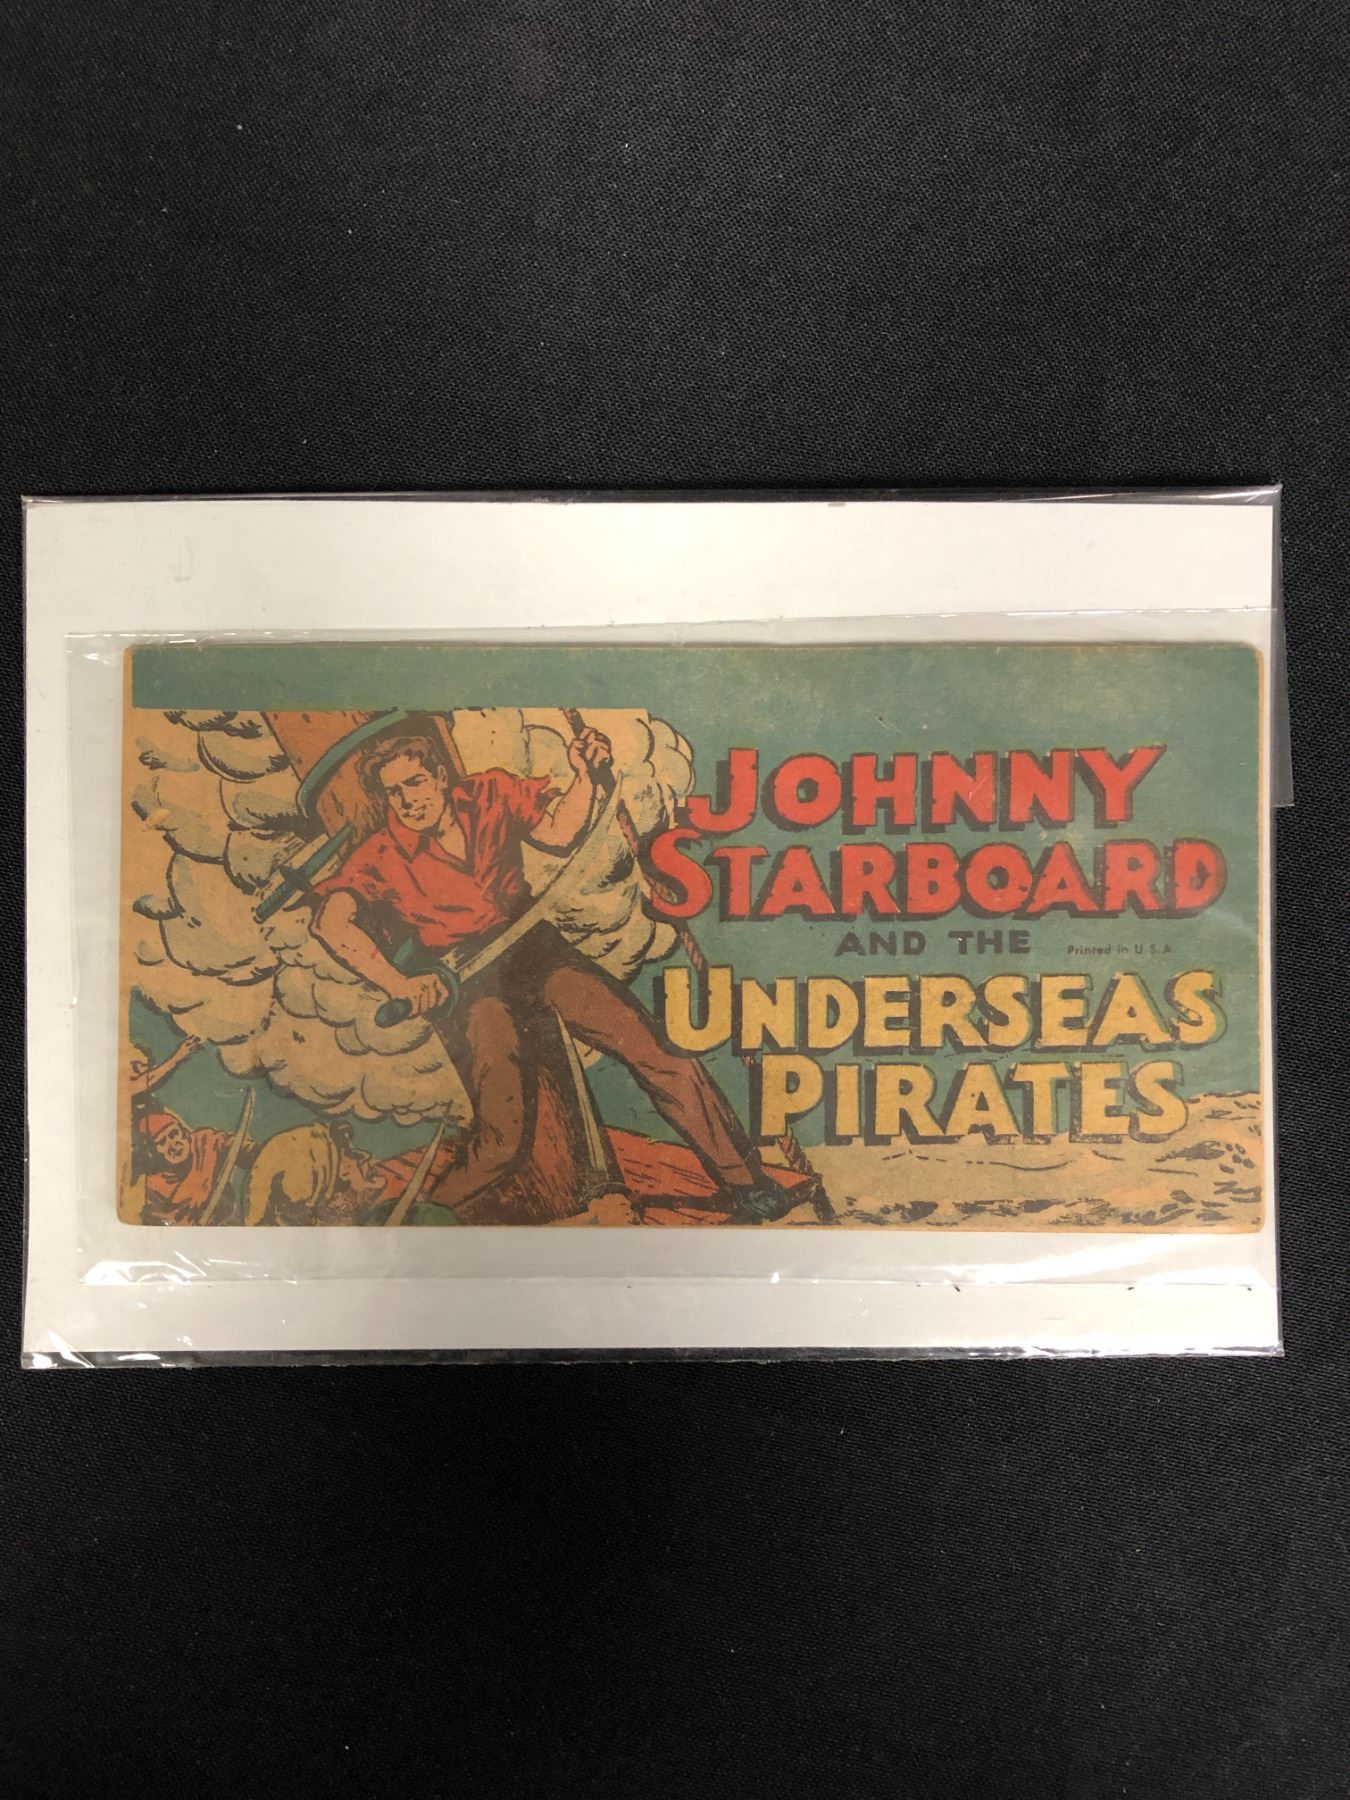 JOHNNY
STARBOARD
AND THE
Printed in U.S.A
UNDERSEAS
PIRATES